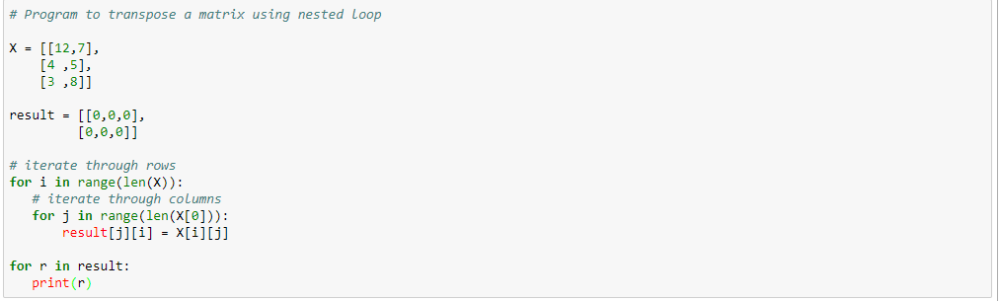 # Program to transpose a matrix using nested loop
X = [[12,7],
    [4 ,5],
    [3 ,8]]
result = [[0,0,0],
         [0,0,0]]
# iterate through rows
for i in range(len(X)):
   # iterate through columns
   for j in range(len(X[0])):
       result[j][i] = X[i][j]
for r in result:
   print(r)